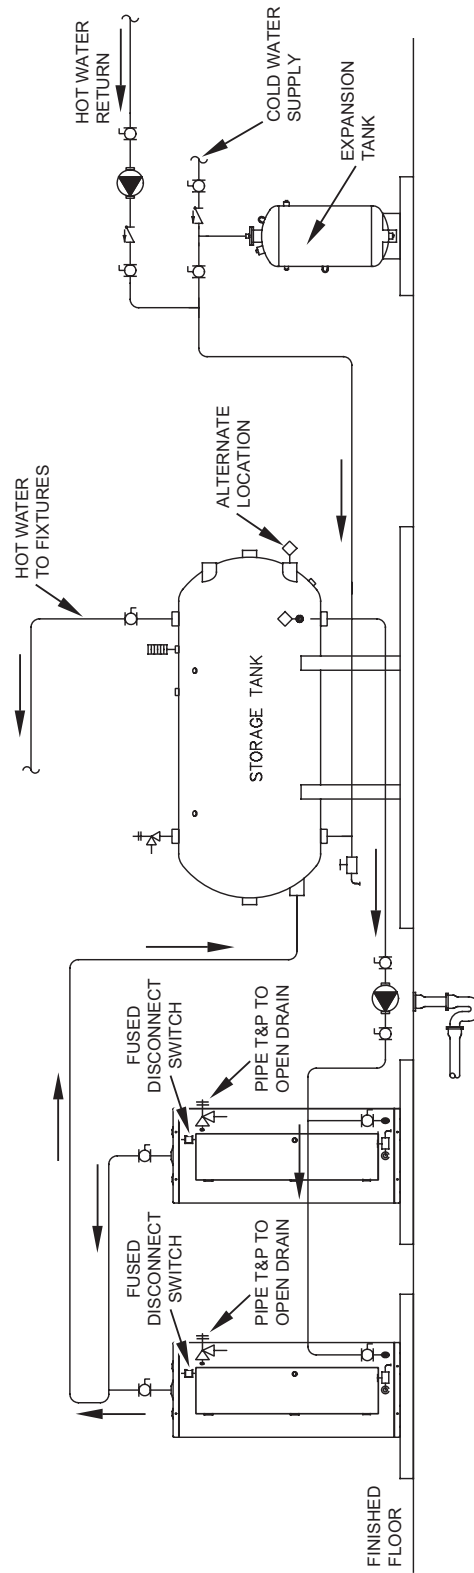 HOT WATER
TO FIXTURES
HOT WATER
RETURN
COLD WATER
SUPPLY
FUSED
DISCONNECT
SWITCH
FUSED
DISCONNECT
SWITCH
STORAGE TANK
ALTERNATE
LOCATION
EXPANSION
TANK
PIPE T&P TO
OPEN DRAIN
PIPE T&P TO
OPEN DRAIN
FINISHED
FLOOR